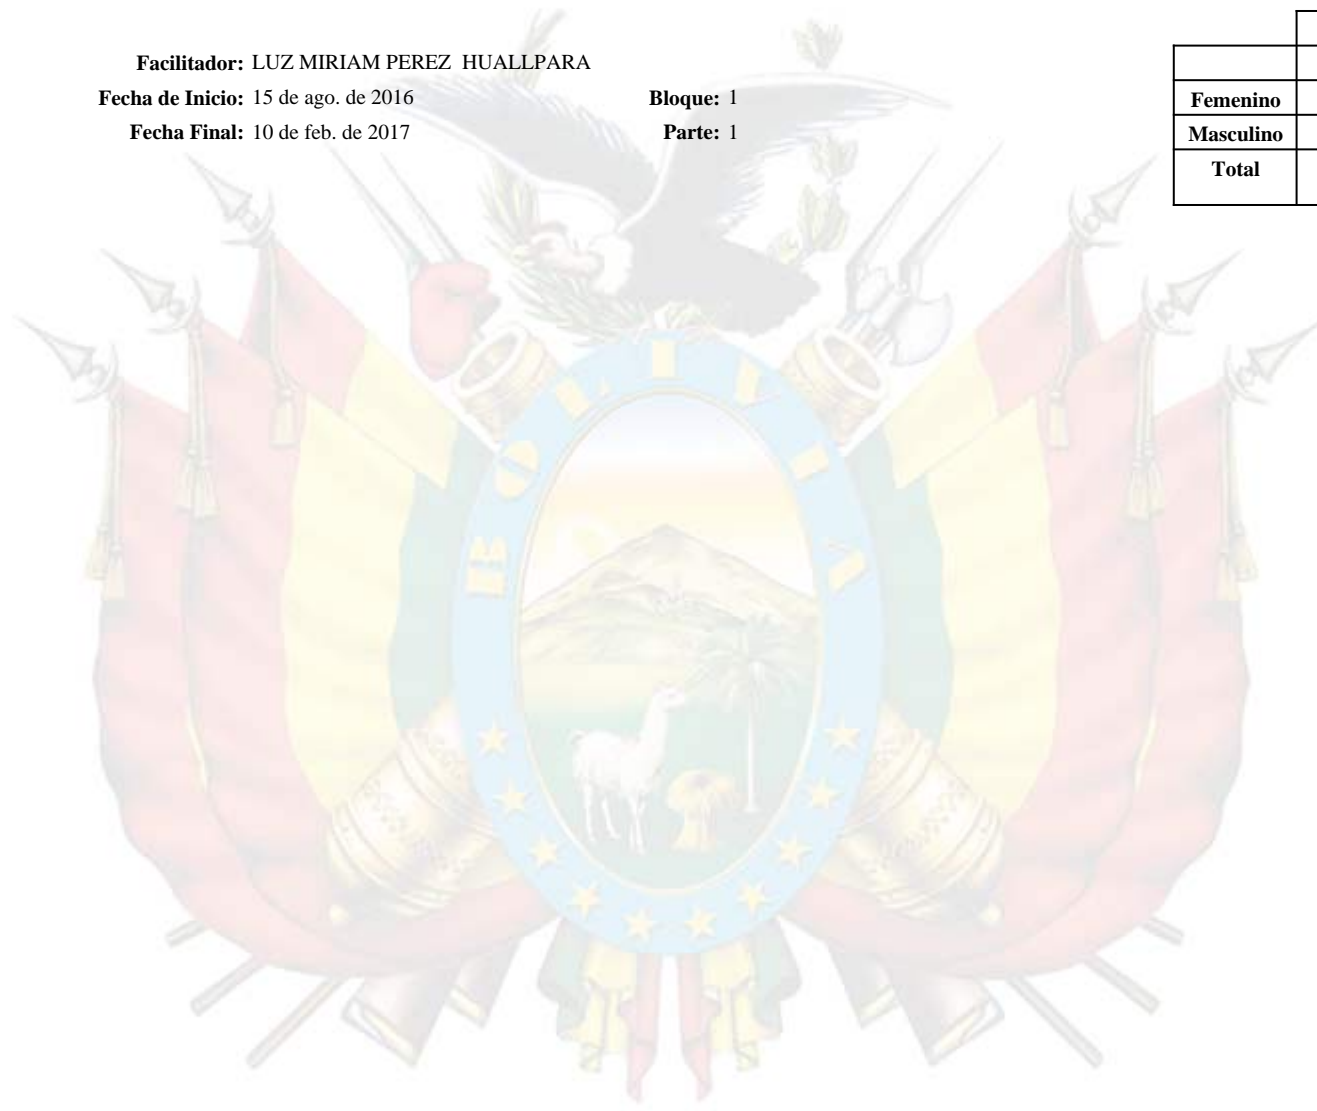 Facilitador: LUZ MIRIAM PEREZ HUALLPARA
Fecha de Inicio: 15 de ago. de 2016 Bloque: 1
Fecha Final: 10 de feb. de 2017 Parte: 1
Femenino
Masculino
Total
BOLIVIA